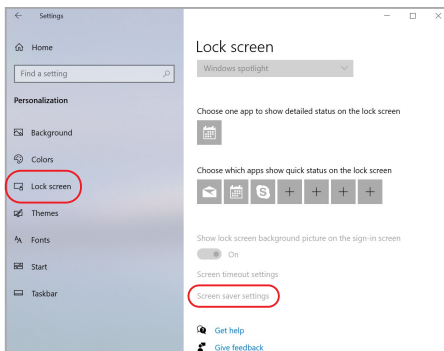 Settings
Home
Find a setting
Personalization
Background
Colors
Lock screen
Themes
Fonts
Start
Taskbar
Lock screen
Windows spotlight
Choose one app to show detailed status on the lock screen
Choose which apps show quick status on the lock screen
Show lock screen background picture on the sign-in screen
On
Screen timeout settings
Screen saver settings
Get help
Give feedback